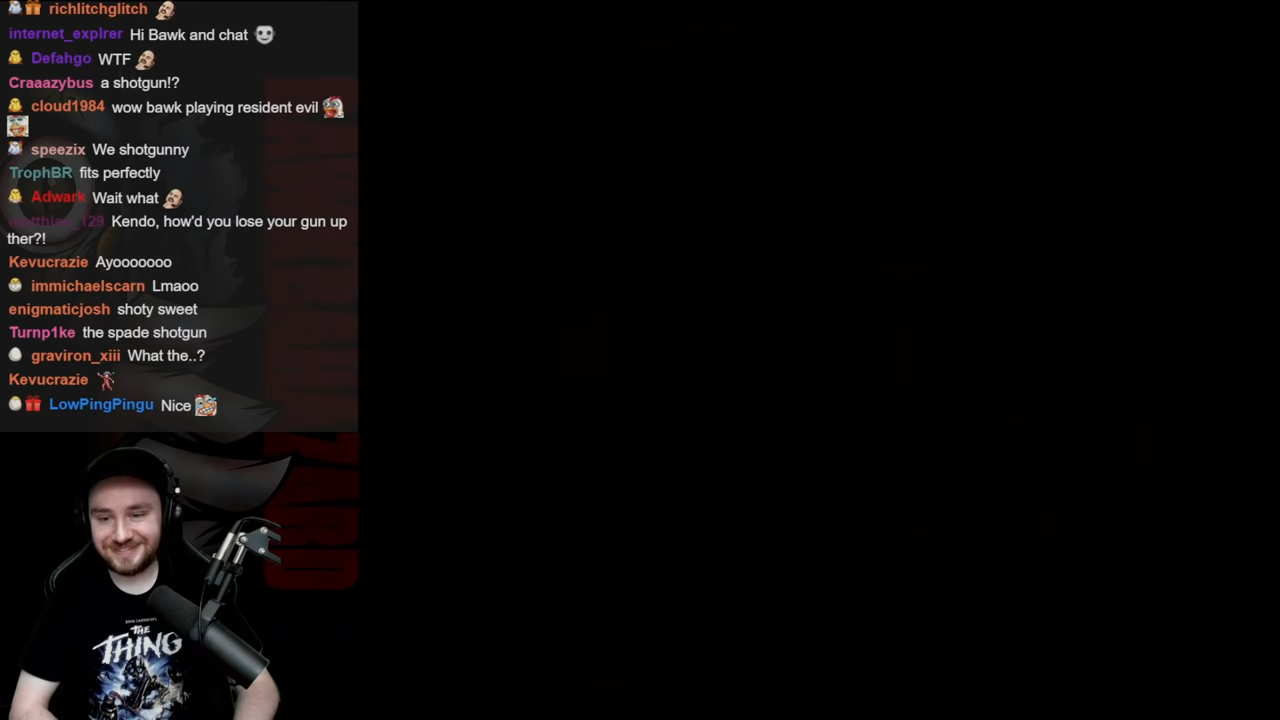 richlitchglitch
internet_explrer Hi Bawk and chat
Defahgo WTF
Craaazybus a shotgun!?
cloud1984 wow bawk playing resident evil
speezix We shotgunny
TrophBR fits perfectly
Adwark Wait what
Kendo, how'd you lose your gun up
ther?!
Kevucrazie Ayooooooo
immichaelscarn Lmaoo
enigmaticjosh shoty sweet
Turnp1ke the spade shotgun
graviron_xiii What the..?
Kevucrazie
LowPingPingu Nice
JOHN CARPENTER'S
THE
THING